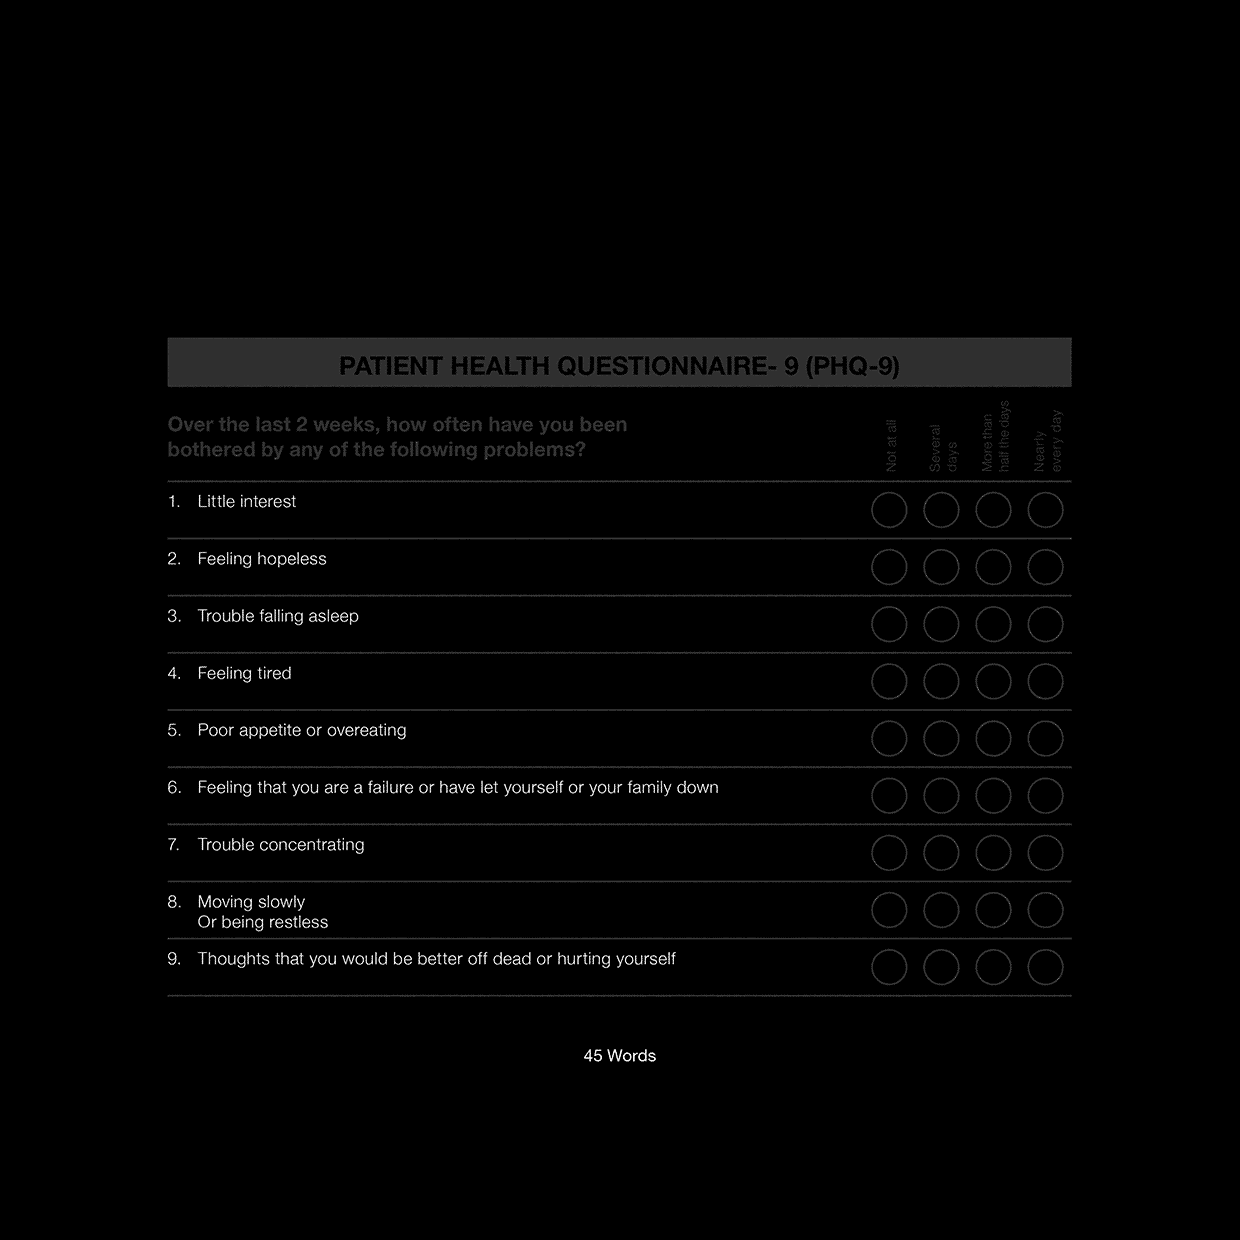 PATIENT HEALTH QUESTIONNAIRE- 9 (PHQ-9)
Over the last 2 weeks, how often have you been
bothered by any of the following problems?
Not at all
Several
days
More than
half the days
Nearly
every day
1. Little interest
2. Feeling hopeless
3. Trouble falling asleep
4. Feeling tired
5. Poor appetite or overeating
6. Feeling that you are a failure or have let yourself or your family down
7. Trouble concentrating
8. Moving slowly
Or being restless
9. Thoughts that you would be better off dead or hurting yourself
45 Words